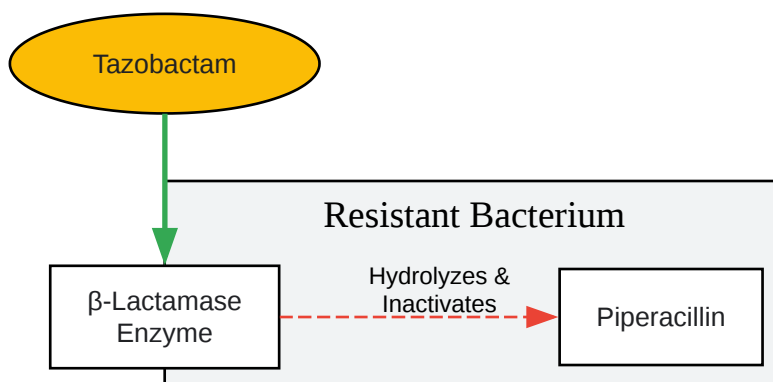 Tazobactam
Resistant Bacterium
β-Lactamase
Enzyme
Hydrolyzes &
Inactivates
Piperacillin